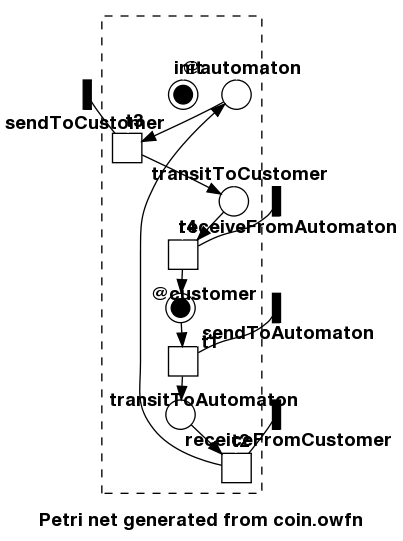 init
@automaton
sendToCustomer
t3
transitToCustomer
t4
receiveFromAutomaton
@customer
sendToAutomaton
t1
transitToAutomaton
receiveFromCustomer
t2
Petri net generated from coin.owfn